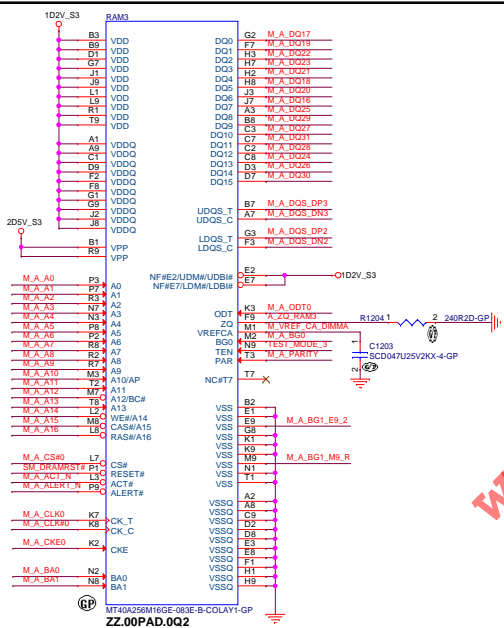 1D2V_S3
RAM3
B3 VDD DQ0 G2 M_A_DQ17
B9 VDD DQ1 F7 M_A_DQ19
D1 VDD DQ2 H3 M_A_DQ22
G7 VDD DQ3 H7 M_A_DQ23
J1 VDD DQ4 H2 M_A_DQ21
J9 VDD DQ5 H8 M_A_DQ18
L1 VDD DQ6 J3 M_A_DQ20
L9 VDD DQ7 J7 M_A_DQ16
R1 VDD DQ8 A3 M_A_DQ25
T9 VDD DQ9 B8 M_A_DQ29
DQ10 C3 M_A_DQ27
A1 VDDQ DQ11 C7 M_A_DQ31
A9 VDDQ DQ12 C2 M_A_DQ28
C1 VDDQ DQ13 C8 M_A_DQ24
D9 VDDQ DQ14 D3 M_A_DQ26
F2 VDDQ DQ15 D7 M_A_DQ30
F8 VDDQ
G1 VDDQ
G9 VDDQ UDQS_T B7 M_A_DQS_DP3
J2 VDDQ UDQS_C A7 M_A_DQS_DN3
J8 VDDQ
2D5V_S3
LDQS_T G3 M_A_DQS_DP2
B1 VPP LDQS_C F3 M_A_DQS_DN2
R9 VPP
NF#E2/UDM#/UDBI# E2 1D2V_S3
NF#E7/LDM#/LDBI# E7
M_A_A0 P3 A0
M_A_A1 P7 A1
M_A_A2 R3 A2
M_A_A3 N7 A3 ODT K3 M_A_ODT0
M_A_A4 N3 A4 ZQ F9 A_ZQ_RAM3 R1204 1 2 240R2D-GP
M_A_A5 P8 A5 VREFCA M1 M_VREF_CA_DIMMA
M_A_A6 P2 A6 BG0 M2 M_A_BG0
M_A_A7 R8 A7 TEN N9 TEST_MODE_3
M_A_A8 R2 A8 PAR T3 M_A_PARITY
1 C1203
SCD047U25V2KX-4-GP
2
M_A_A9 R7 A9
M_A_A10 M3 A10/AP NC#T7 T7
M_A_A11 T2 A11
M_A_A12 M7 A12/BC#
M_A_A13 T8 A13
M_A_A14 L2 WE#/A14
M_A_A15 M8 CAS#/A15
M_A_A16 L8 RAS#/A16
VSS B2
VSS E1
VSS E9 M_A_BG1_E9_2
VSS G8
VSS K1
VSS K9
VSS M9 M_A_BG1_M9_R
VSS N1
VSS T1
M_A_CS#0 L7 CS#
SM_DRAMRST# P1 RESET#
M_A_ACT_N L3 ACT#
M_A_ALERT_N P9 ALERT#
VSSQ A2
VSSQ A8
VSSQ C9
VSSQ D2
VSSQ D8
VSSQ E3
VSSQ E8
VSSQ F1
VSSQ H1
VSSQ H9
M_A_CLK0 K7 CK_T
M_A_CLK#0 K8 CK_C
M_A_CKE0 K2 CKE
M_A_BA0 N2 BA0
M_A_BA1 N8 BA1
GP
MT40A256M16GE-083E-B-COLAY1-GP
ZZ.00PAD.0Q2